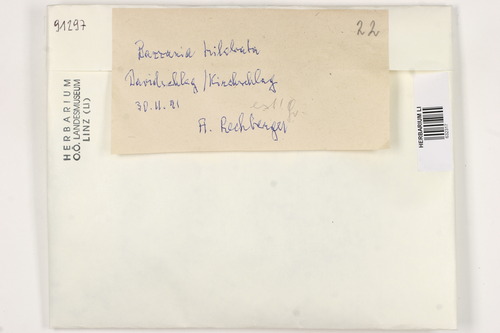 91297
22
Bazzania trilobata
Davidschlag/Kirchschlag
30.11.91
A. Rechberger
HERBARIUM
O.Ö. LANDESMUSEUM
LINZ (LI)
HERBARIUM LI